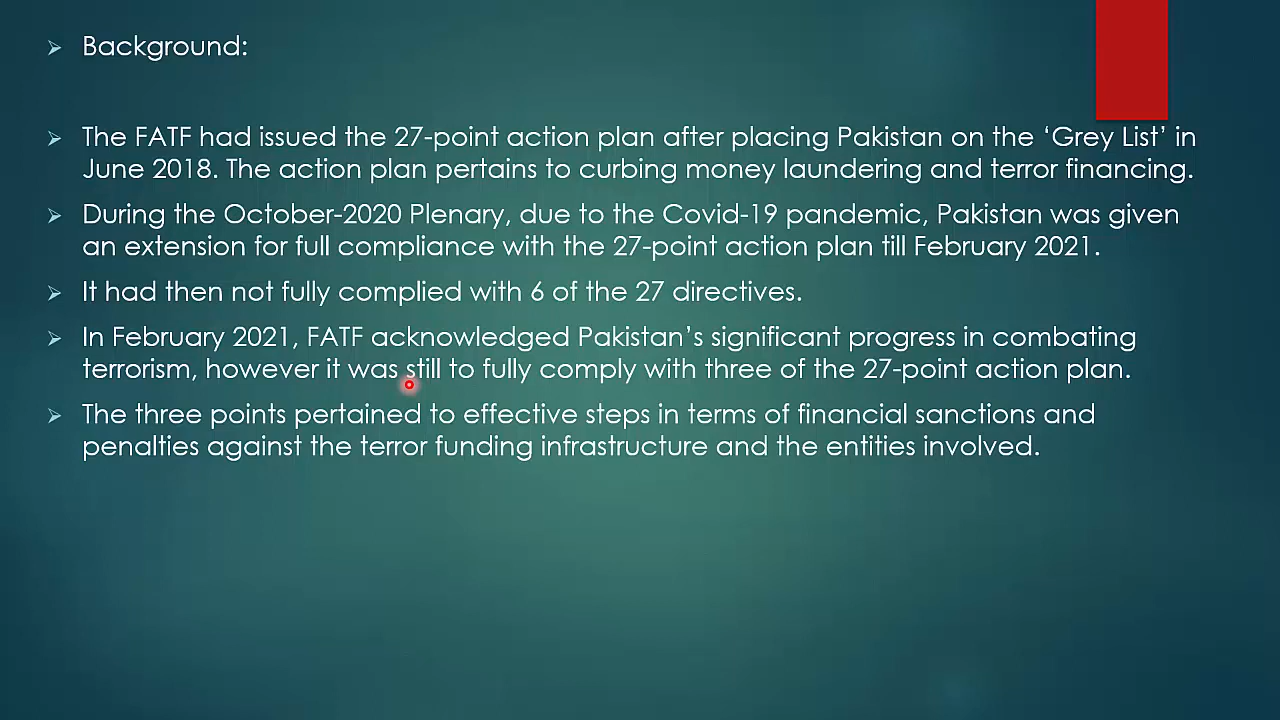 Background:
The FATF had issued the 27-point action plan after placing Pakistan on the ‘Grey List’ in
June 2018. The action plan pertains to curbing money laundering and terror financing.
During the October-2020 Plenary, due to the Covid-19 pandemic, Pakistan was given
an extension for full compliance with the 27-point action plan till February 2021.
It had then not fully complied with 6 of the 27 directives.
In February 2021, FATF acknowledged Pakistan’s significant progress in combating
terrorism, however it was still to fully comply with three of the 27-point action plan.
The three points pertained to effective steps in terms of financial sanctions and
penalties against the terror funding infrastructure and the entities involved.